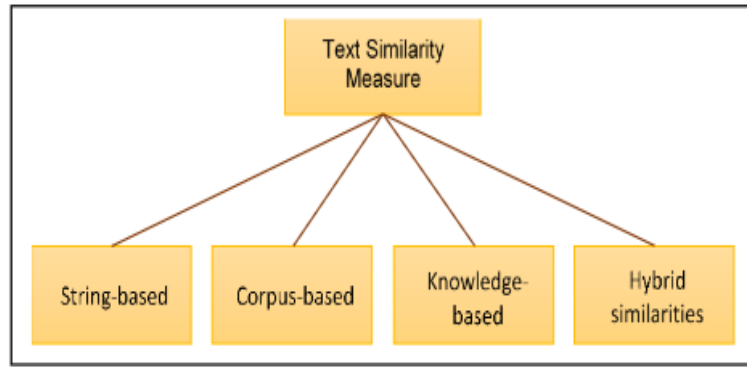 Text Similarity
Measure
String-based
Corpus-based
Knowledge-
based
Hybrid
similarities